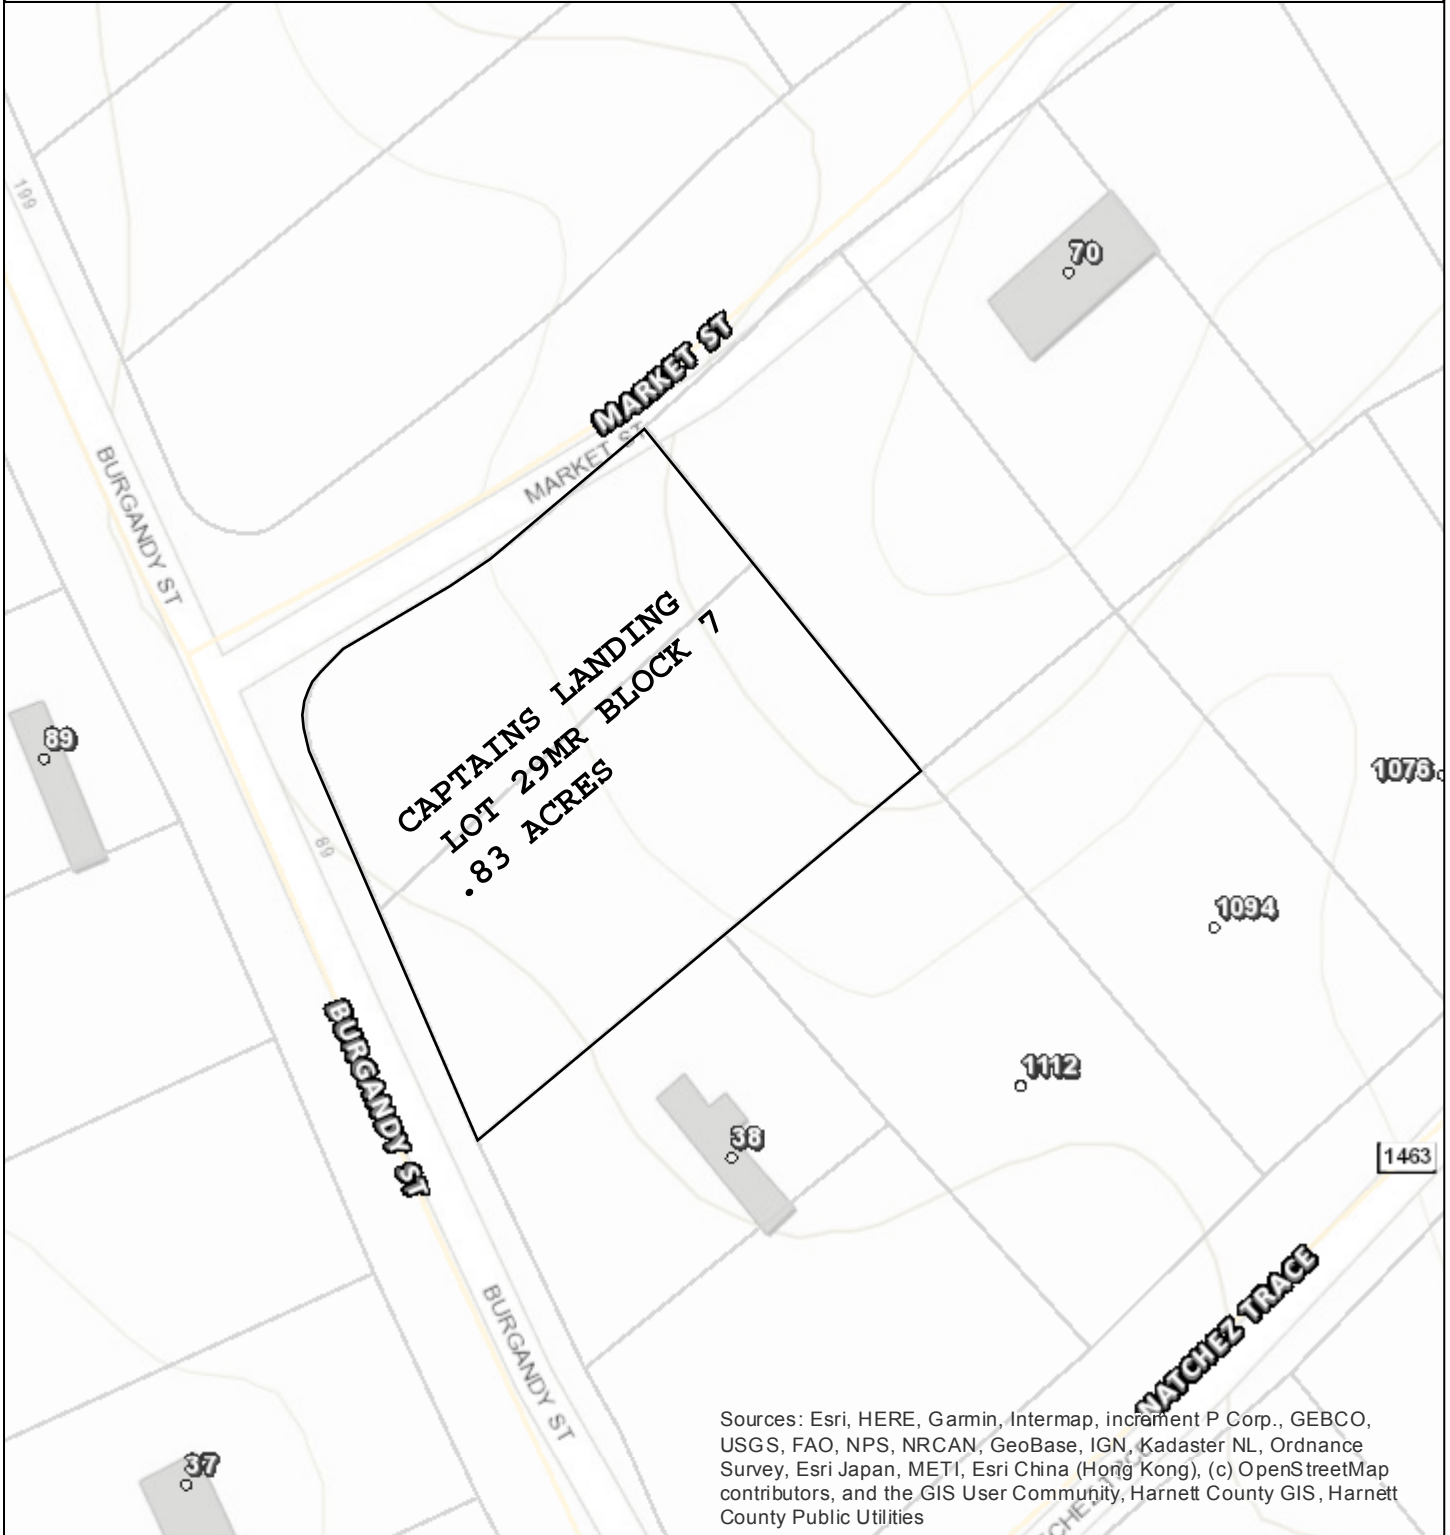 199
70
MARKET ST
MARKET ST
BURGANDY ST
CAPTAINS LANDING
LOT 29MR BLOCK 7
.83 ACRES
89
89
1076
1094
BURGANDY ST
1112
38
1463
NATCHEZ TRACE
BURGANDY ST
37
Sources: Esri, HERE, Garmin, Intermap, increment P Corp., GEBCO,
USGS, FAO, NPS, NRCAN, GeoBase, IGN, Kadaster NL, Ordnance
Survey, Esri Japan, METI, Esri China (Hong Kong), (c) OpenStreetMap
contributors, and the GIS User Community, Harnett County GIS, Harnett
County Public Utilities